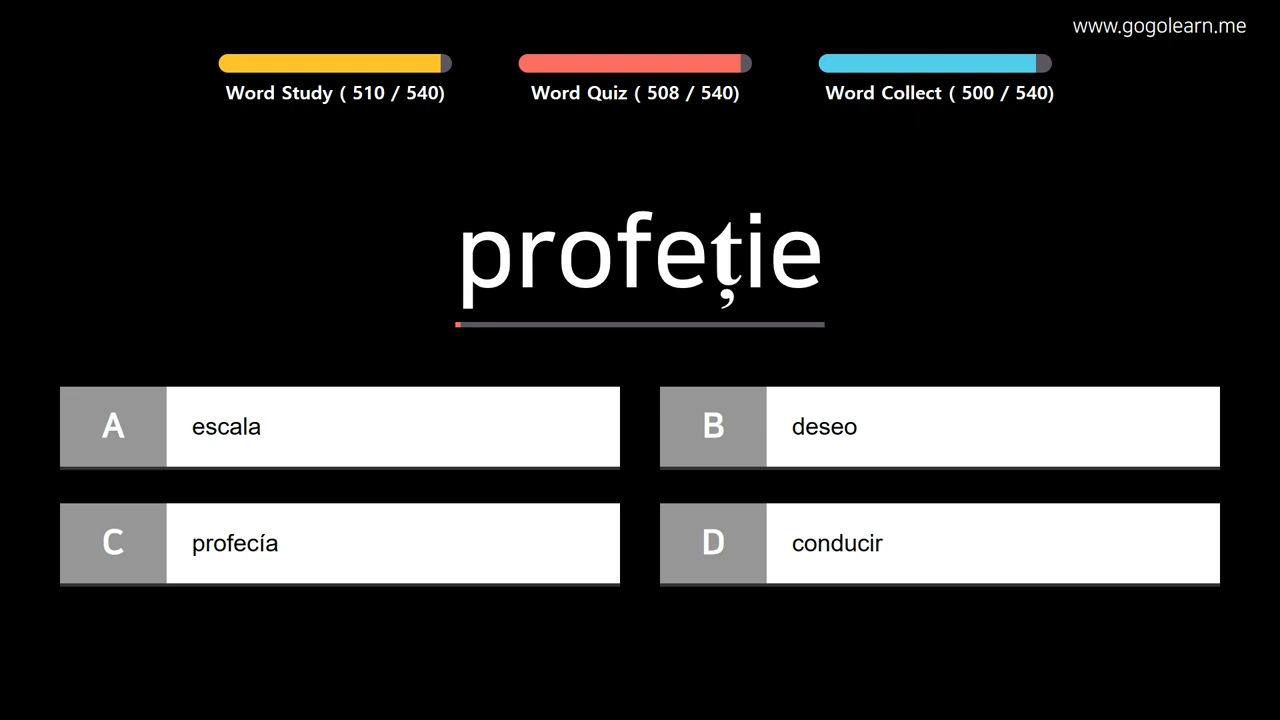 www.gogolearn.me
Word Study ( 510 / 540)
Word Quiz ( 508 / 540)
Word Collect ( 500 / 540)
profeție
A escala
B deseo
C profecía
D conducir